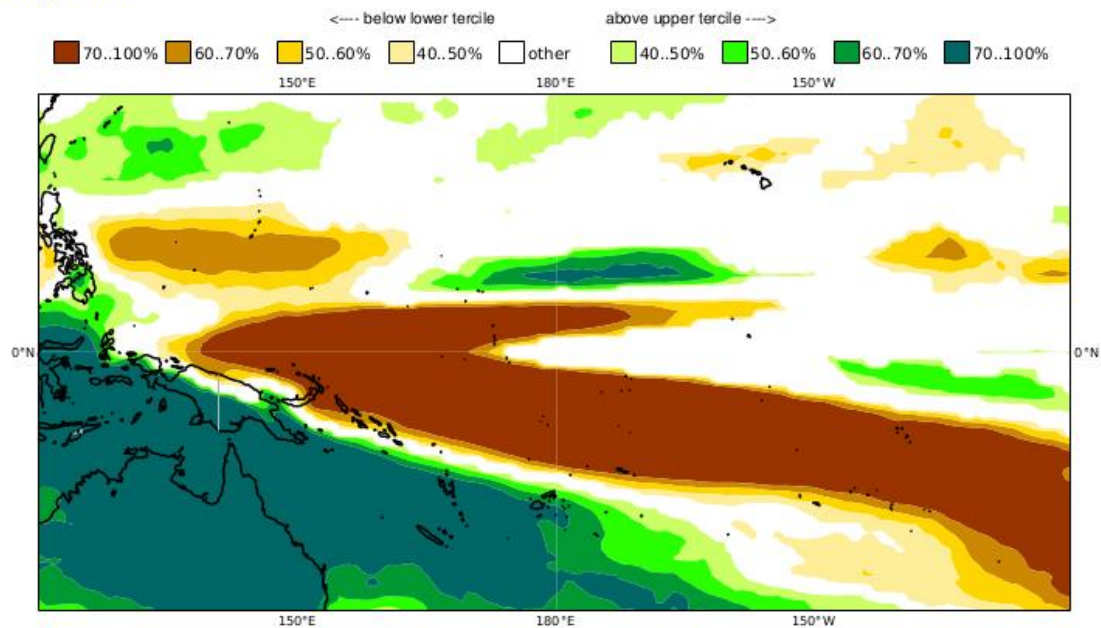 <---- below lower tercile above upper tercile ---->
70..100% 60..70% 50..60% 40..50% other 40..50% 50..60% 60..70% 70..100%
150°E 180°E 150°W
0°N 0°N
150°E 180°E 150°W